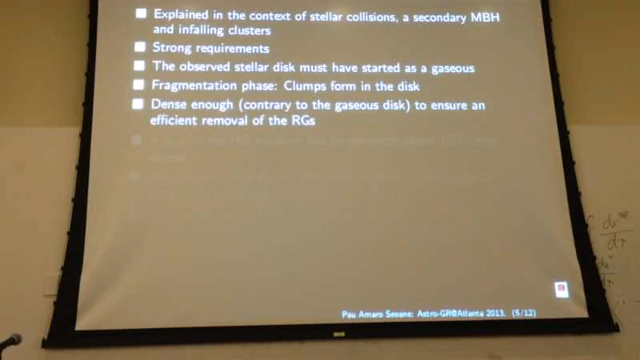 Explained in the context of stellar collisions, a secondary MBH
and infalling clusters
Strong requirements
The observed stellar disk must have started as a gaseous
Fragmentation phase: Clumps form in the disk
Dense enough (contrary to the gaseous disk) to ensure an
efficient removal of the RGs
Pau Amaro Seoane: Astro-GR@Atlanta 2013. (5/12)